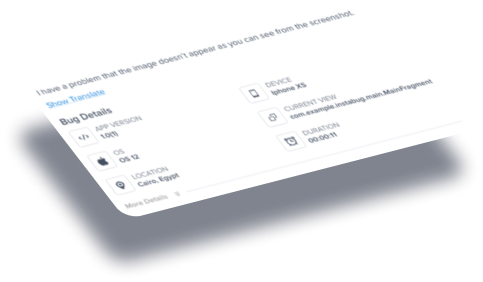 I have a problem that the image doesn't appear as you can see from the screenshot.
Show Translate
Bug Details
APP VERSION
1.0(1)
DEVICE
Iphone XS
OS
OS 12
CURRENT VIEW
com.example.instabug.main.MainFragment
LOCATION
Cairo, Egypt
DURATION
00:00:11
More Details